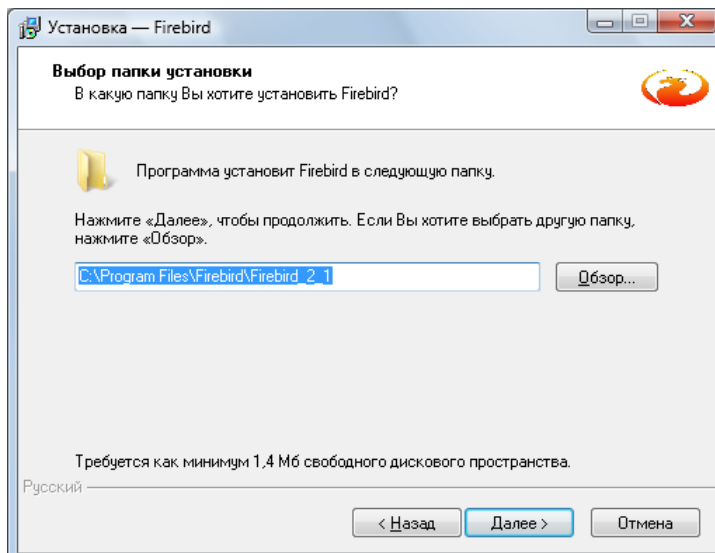 Установка — Firebird
Выбор папки установки
В какую папку Вы хотите установить Firebird?
Программа установит Firebird в следующую папку.
Нажмите «Далее», чтобы продолжить. Если Вы хотите выбрать другую папку,
нажмите «Обзор».
C:\Program Files\Firebird\Firebird_2_1
Обзор...
Требуется как минимум 1,4 Мб свободного дискового пространства.
Русский
< Назад
Далее >
Отмена